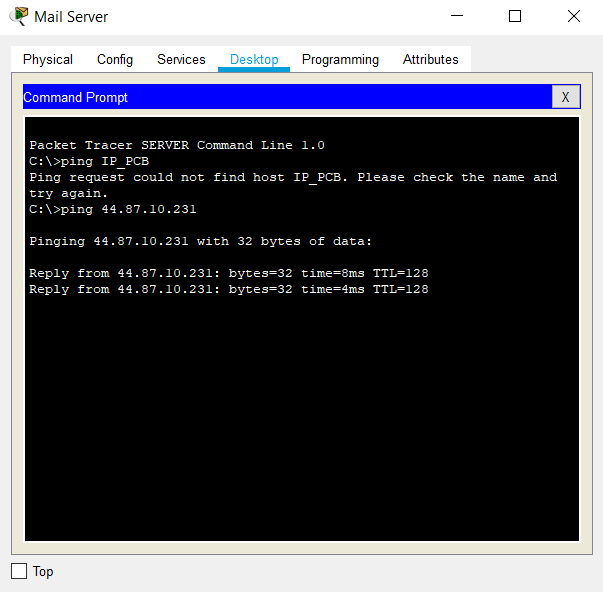 Mail Server
Physical Config Services Desktop Programming Attributes
Command Prompt X
Packet Tracer SERVER Command Line 1.0
C:\>ping IP_PCB
Ping request could not find host IP_PCB. Please check the name and
try again.
C:\>ping 44.87.10.231
Pinging 44.87.10.231 with 32 bytes of data:
Reply from 44.87.10.231: bytes=32 time=8ms TTL=128
Reply from 44.87.10.231: bytes=32 time=4ms TTL=128
Top